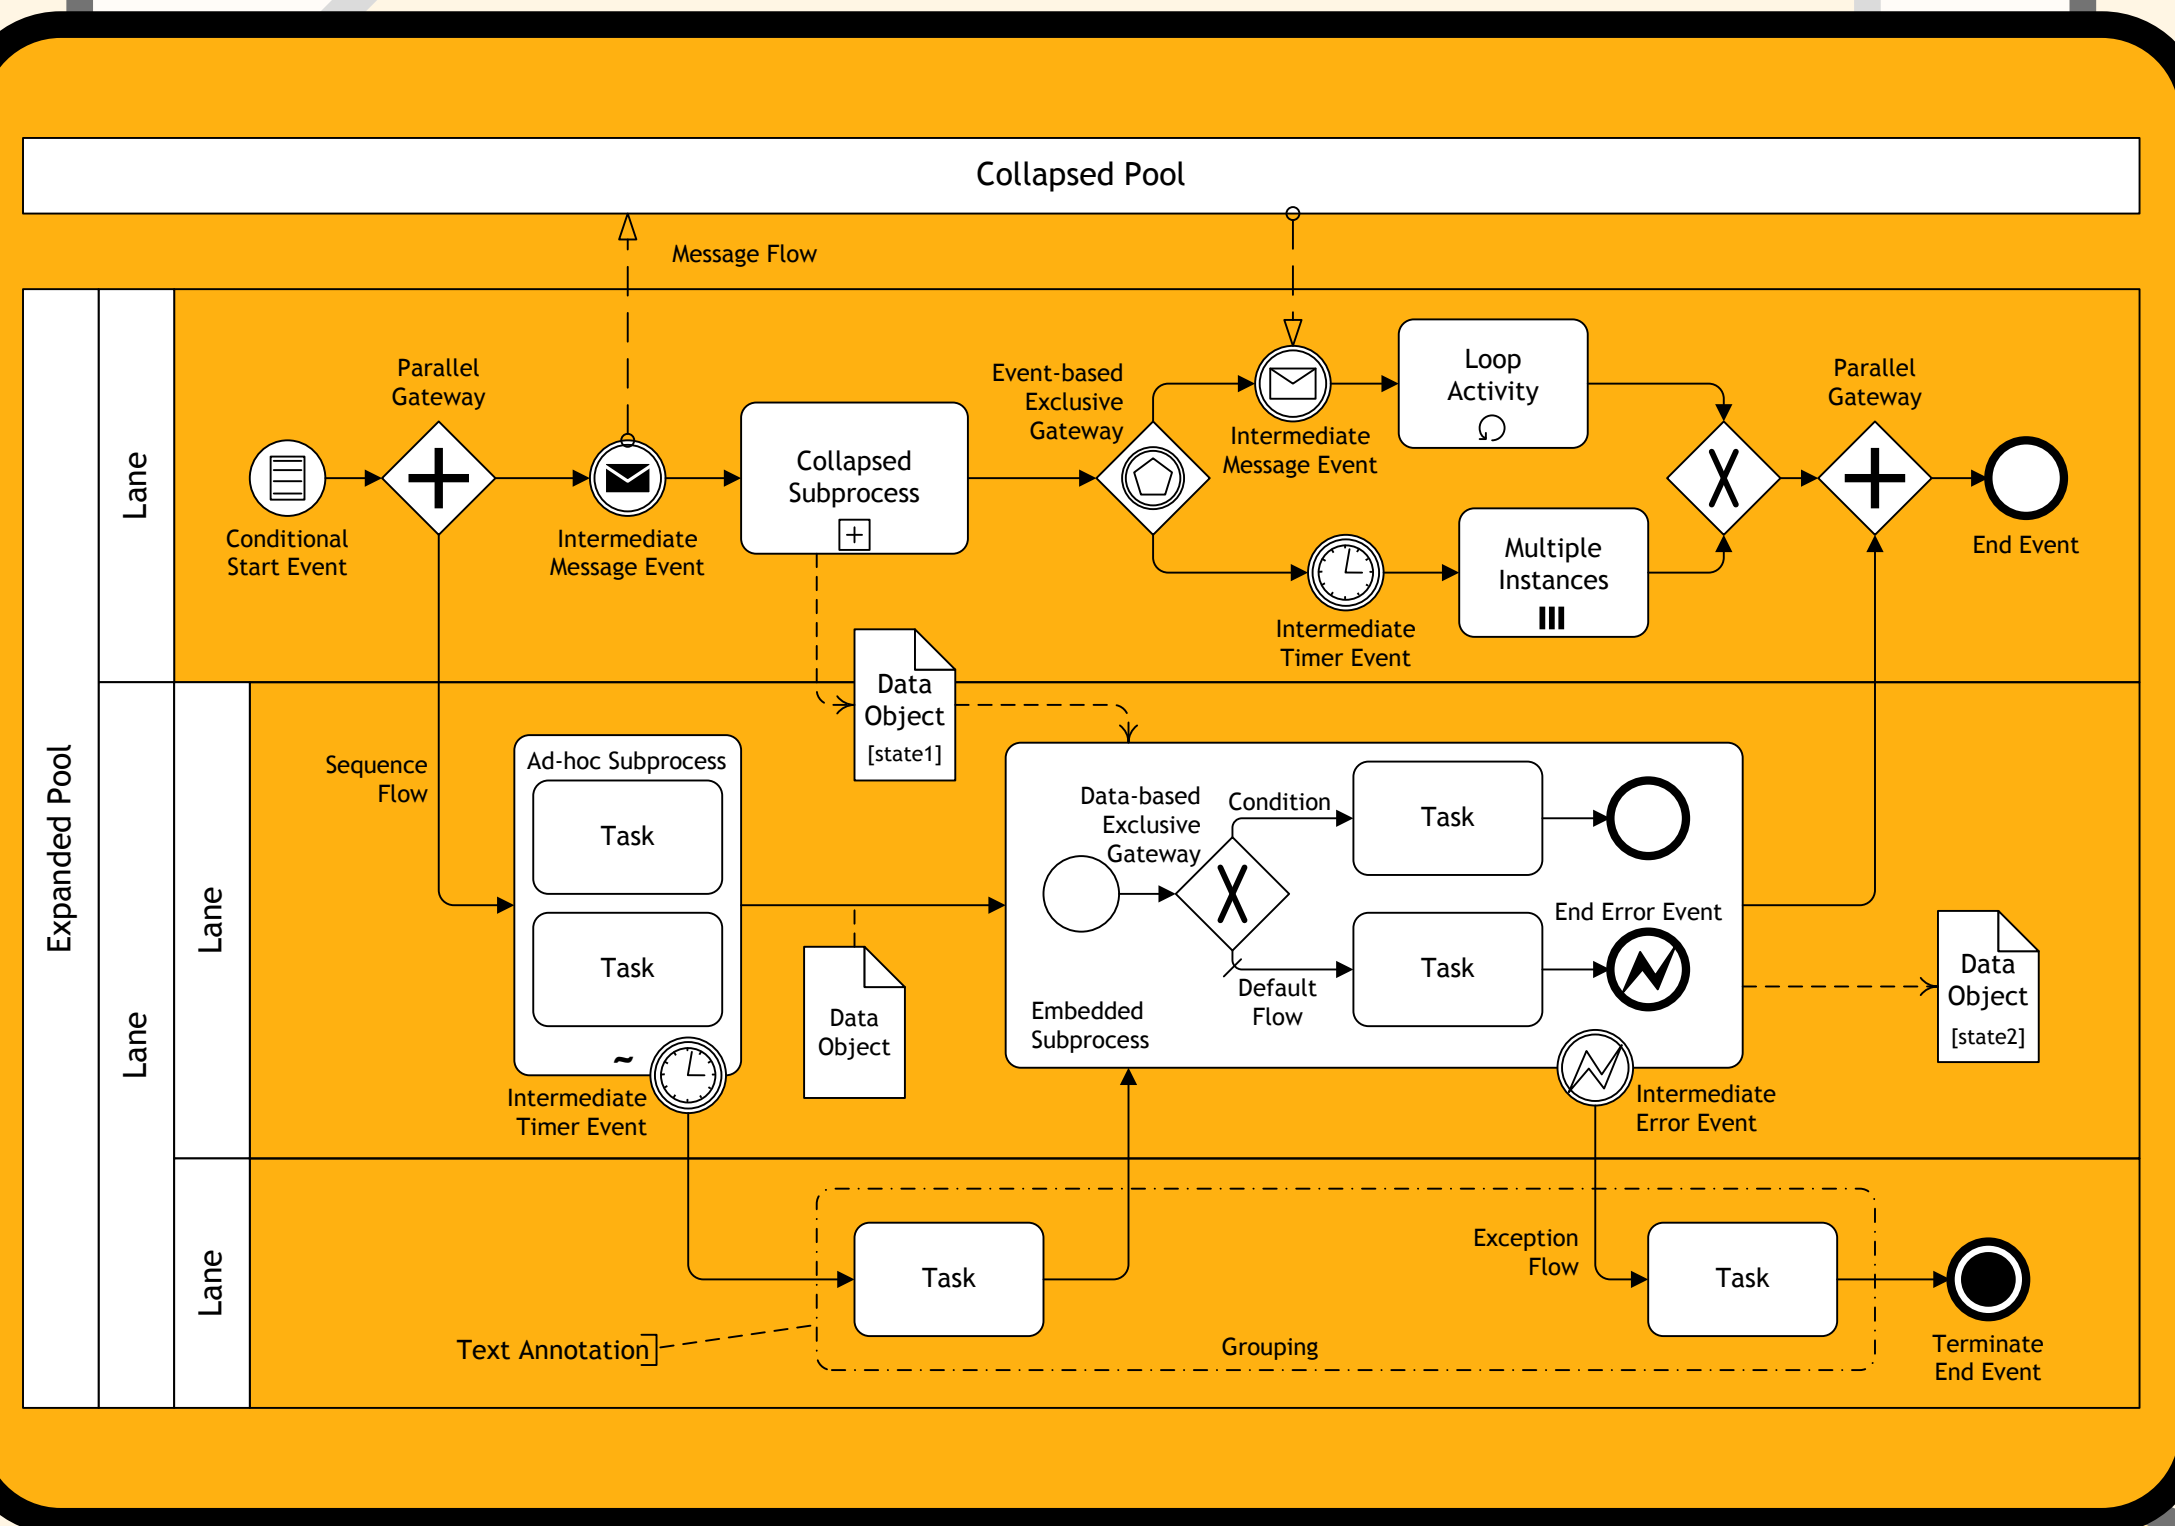 Collapsed Pool
Message Flow
Expanded Pool
Lane
Parallel
Gateway
Conditional
Start Event
Intermediate
Message Event
Collapsed
Subprocess
Event-based
Exclusive
Gateway
Intermediate
Message Event
Loop
Activity
Intermediate
Timer Event
Multiple
Instances
Parallel
Gateway
End Event
Lane
Lane
Sequence
Flow
Ad-hoc Subprocess
Task
Task
~
Intermediate
Timer Event
Data
Object
[state1]
Data
Object
Data-based
Exclusive
Gateway
Condition
Task
End Error Event
Task
Default
Flow
Embedded
Subprocess
Intermediate
Error Event
Data
Object
[state2]
Lane
Task
Exception
Flow
Task
Text Annotation
Grouping
Terminate
End Event